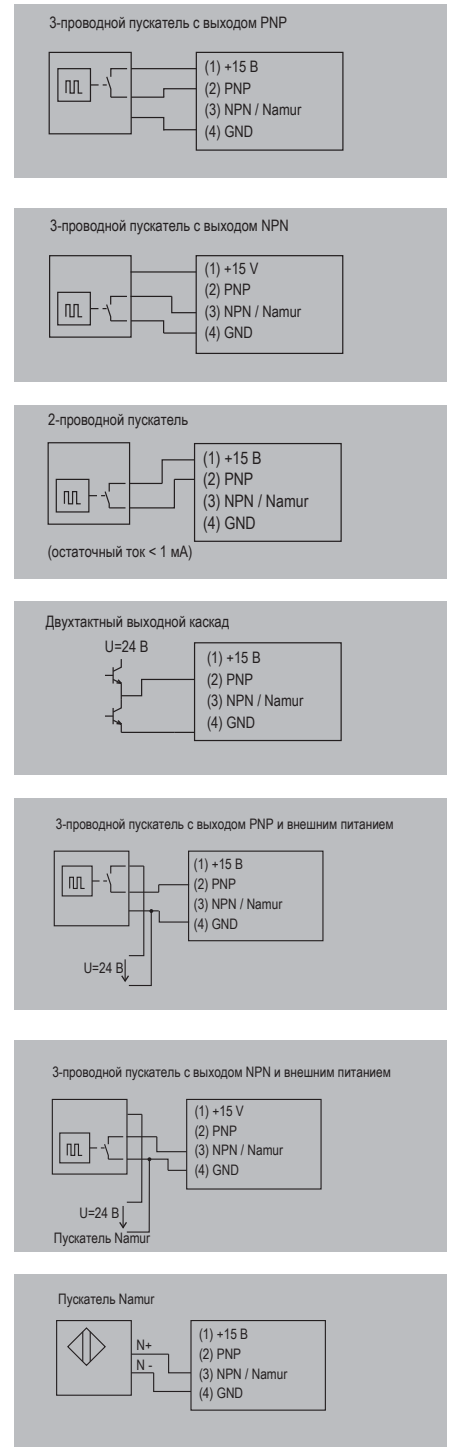 3-проводной пускатель с выходом PNP
(1) +15 В
(2) PNP
(3) NPN / Namur
(4) GND
3-проводной пускатель с выходом NPN
(1) +15 V
(2) PNP
(3) NPN / Namur
(4) GND
2-проводной пускатель
(1) +15 В
(2) PNP
(3) NPN / Namur
(4) GND
(остаточный ток < 1 мА)
Двухтактный выходной каскад
U=24 В
(1) +15 В
(2) PNP
(3) NPN / Namur
(4) GND
3-проводной пускатель с выходом PNP и внешним питанием
(1) +15 В
(2) PNP
(3) NPN / Namur
(4) GND
U=24 В
3-проводной пускатель с выходом NPN и внешним питанием
(1) +15 V
(2) PNP
(3) NPN / Namur
(4) GND
U=24 В
Пускатель Namur
Пускатель Namur
N+
N -
(1) +15 В
(2) PNP
(3) NPN / Namur
(4) GND